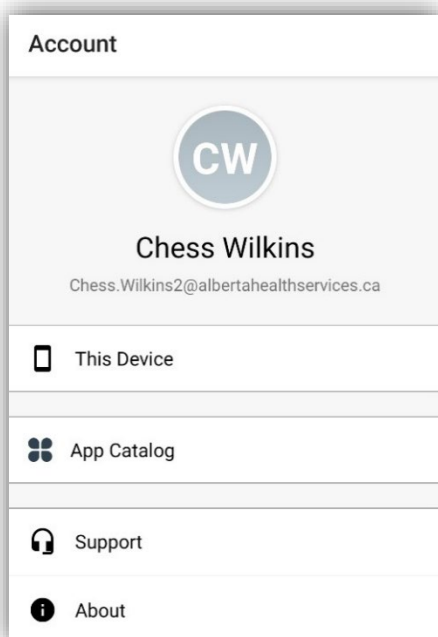 Account
CW
Chess Wilkins
Chess.Wilkins2@albertahealthservices.ca
This Device
App Catalog
Support
About